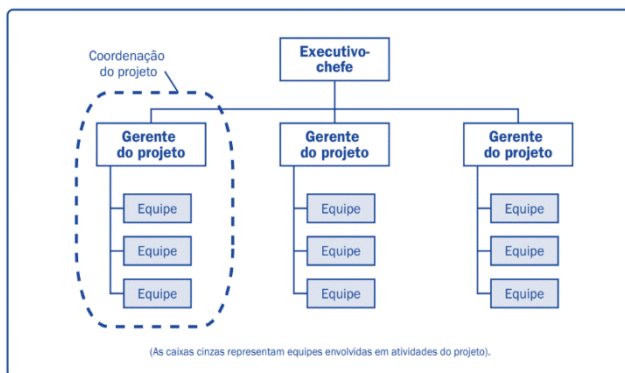 Coordenação
do projeto
Executivo-
chefe
Gerente
do projeto
Gerente
do projeto
Gerente
do projeto
Equipe
Equipe
Equipe
Equipe
Equipe
Equipe
Equipe
Equipe
Equipe
(As caixas cinzas representam equipes envolvidas em atividades do projeto).